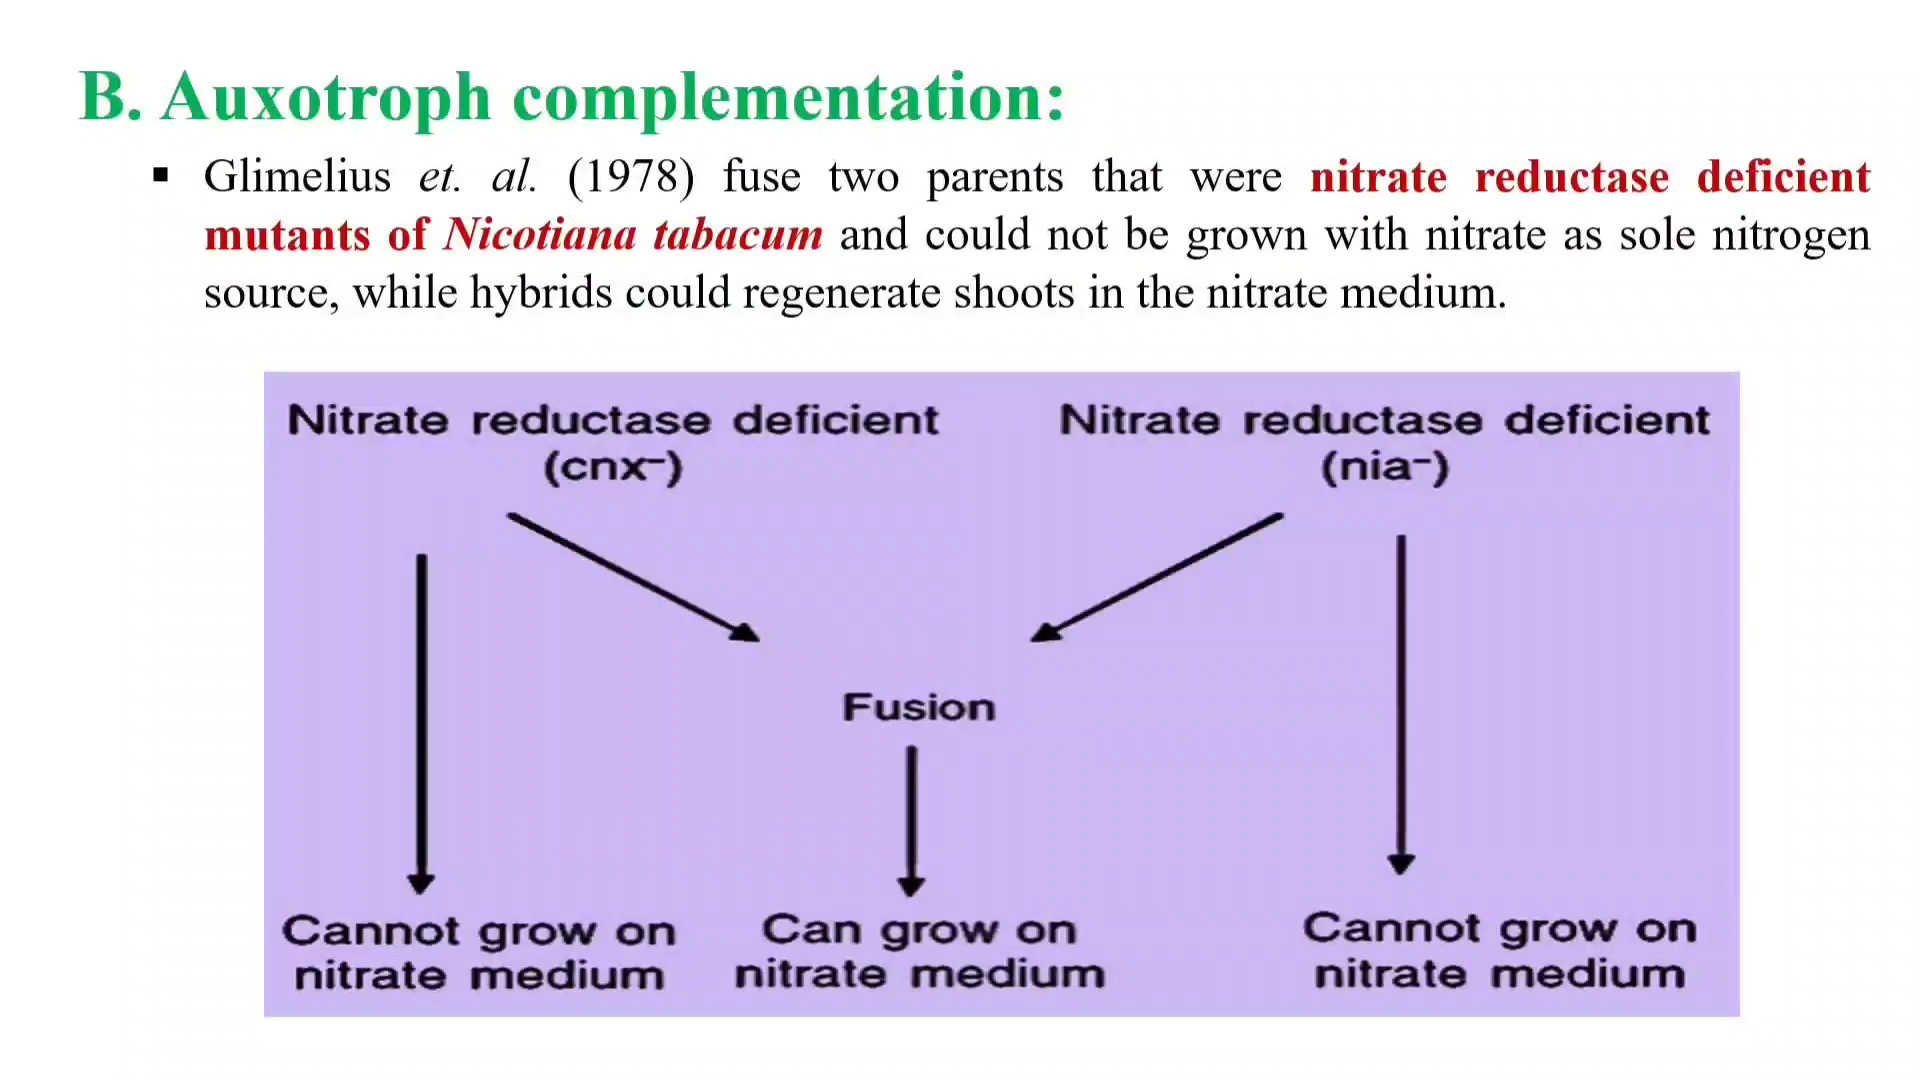 B. Auxotroph complementation:
▪ Glimelius et. al. (1978) fuse two parents that were nitrate reductase deficient
mutants of Nicotiana tabacum and could not be grown with nitrate as sole nitrogen
source, while hybrids could regenerate shoots in the nitrate medium.
Nitrate reductase deficient
(cnx⁻)
Nitrate reductase deficient
(nia⁻)
Fusion
Cannot grow on
nitrate medium
Can grow on
nitrate medium
Cannot grow on
nitrate medium